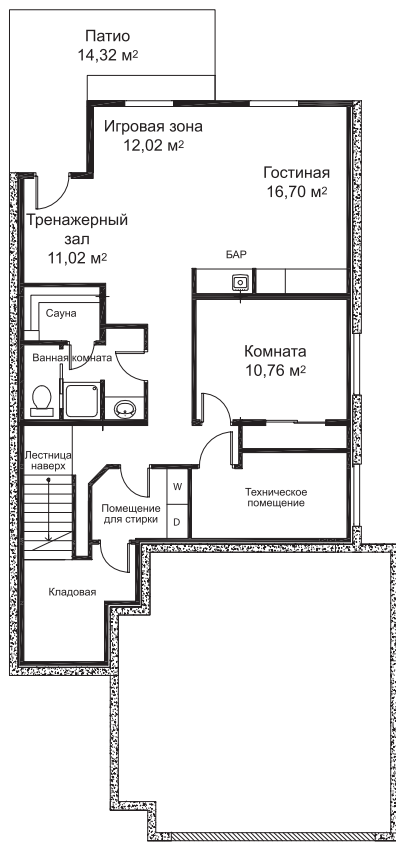 Патио
14,32 м²
Игровая зона
12,02 м²
Гостиная
16,70 м²
Тренажерный
зал
11,02 м²
БАР
Сауна
Ванная комната
Комната
10,76 м²
Лестница
наверх
W
D
Помещение
для стирки
Техническое
помещение
Кладовая